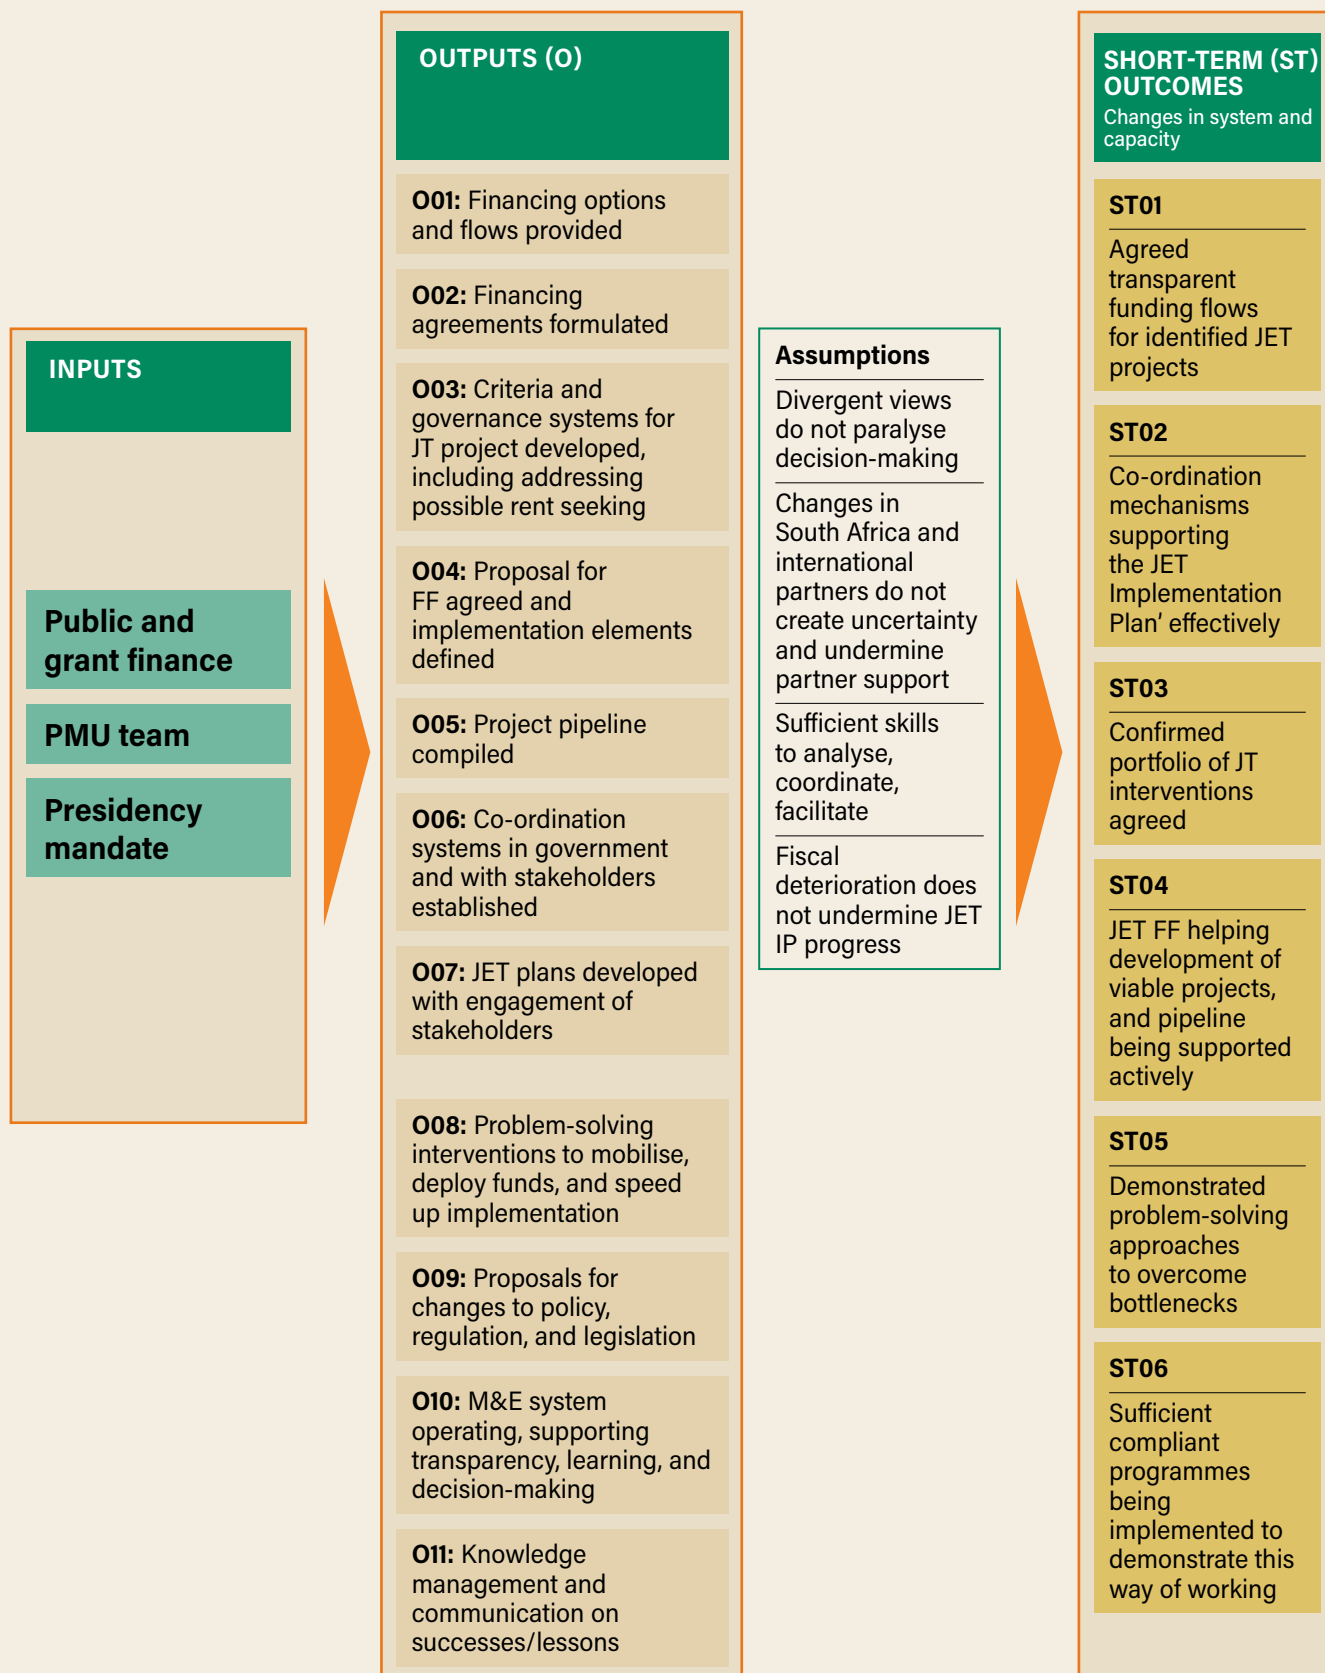 INPUTS
Public and
grant finance
PMU team
Presidency
mandate
OUTPUTS (O)
O01: Financing options
and flows provided
O02: Financing
agreements formulated
O03: Criteria and
governance systems for
JT project developed,
including addressing
possible rent seeking
O04: Proposal for
FF agreed and
implementation elements
defined
O05: Project pipeline
compiled
O06: Co-ordination
systems in government
and with stakeholders
established
O07: JET plans developed
with engagement of
stakeholders
O08: Problem-solving
interventions to mobilise,
deploy funds, and speed
up implementation
O09: Proposals for
changes to policy,
regulation, and legislation
O10: M&E system
operating, supporting
transparency, learning, and
decision-making
O11: Knowledge
management and
communication on
successes/lessons
Assumptions
Divergent views
do not paralyse
decision-making
Changes in
South Africa and
international
partners do not
create uncertainty
and undermine
partner support
Sufficient skills
to analyse,
coordinate,
facilitate
Fiscal
deterioration does
not undermine JET
IP progress
SHORT-TERM (ST)
OUTCOMES
Changes in system and
capacity
ST01
Agreed
transparent
funding flows
for identified JET
projects
ST02
Co-ordination
mechanisms
supporting
the JET
Implementation
Plan’ effectively
ST03
Confirmed
portfolio of JT
interventions
agreed
ST04
JET FF helping
development of
viable projects,
and pipeline
being supported
actively
ST05
Demonstrated
problem-solving
approaches
to overcome
bottlenecks
ST06
Sufficient
compliant
programmes
being
implemented to
demonstrate this
way of working